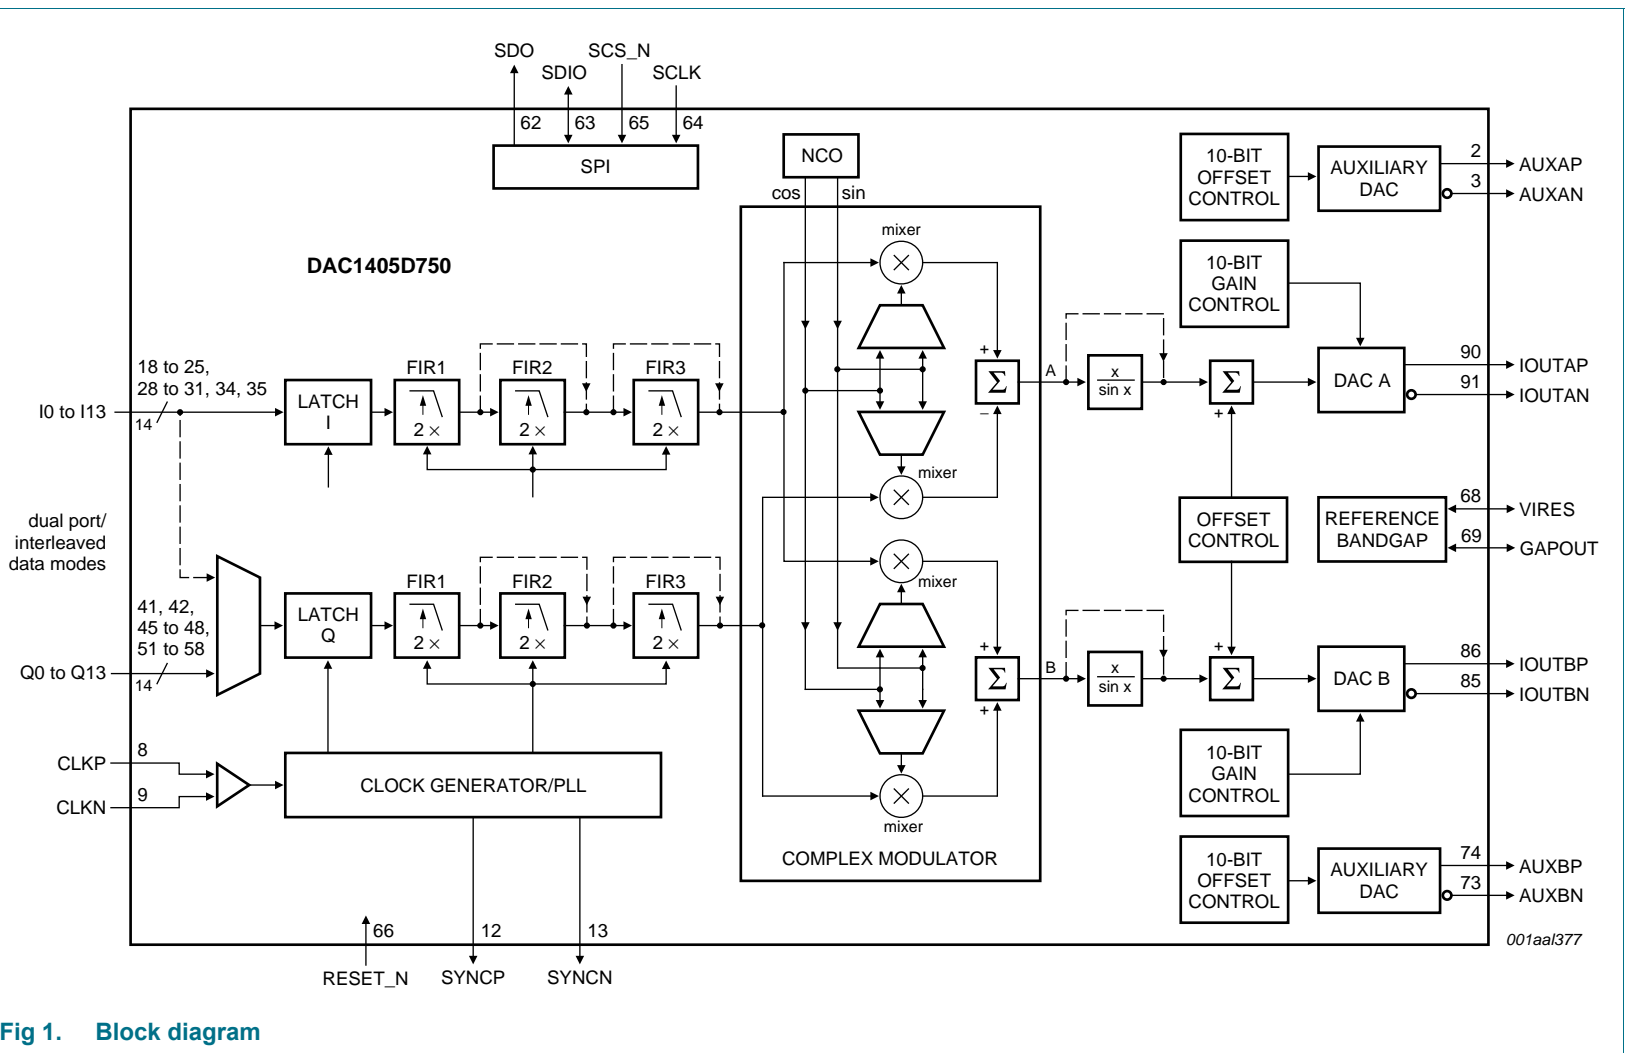 SDO
SCS_N
SDIO
SCLK
62
63
65
64
SPI
NCO
cos
sin
DAC1405D750
mixer
10-BIT
OFFSET
CONTROL
AUXILIARY
DAC
2
AUXAP
3
AUXAN
10-BIT
GAIN
CONTROL
18 to 25,
28 to 31, 34, 35
I0 to I13
14
LATCH
I
FIR1
2 ×
FIR2
2 ×
FIR3
2 ×
+
Σ
−
A
x
sin x
Σ
+
DAC A
90
IOUTAP
91
IOUTAN
mixer
dual port/
interleaved
data modes
OFFSET
CONTROL
REFERENCE
BANDGAP
68
VIRES
69
GAPOUT
mixer
41, 42,
45 to 48,
51 to 58
Q0 to Q13
14
LATCH
Q
FIR1
2 ×
FIR2
2 ×
FIR3
2 ×
+
Σ
+
B
x
sin x
+
Σ
DAC B
86
IOUTBP
85
IOUTBN
CLKP
8
CLKN
9
CLOCK GENERATOR/PLL
mixer
COMPLEX MODULATOR
10-BIT
GAIN
CONTROL
10-BIT
OFFSET
CONTROL
AUXILIARY
DAC
74
AUXBP
73
AUXBN
66
12
13
RESET_N
SYNCP
SYNCN
001aal377
Fig 1. Block diagram